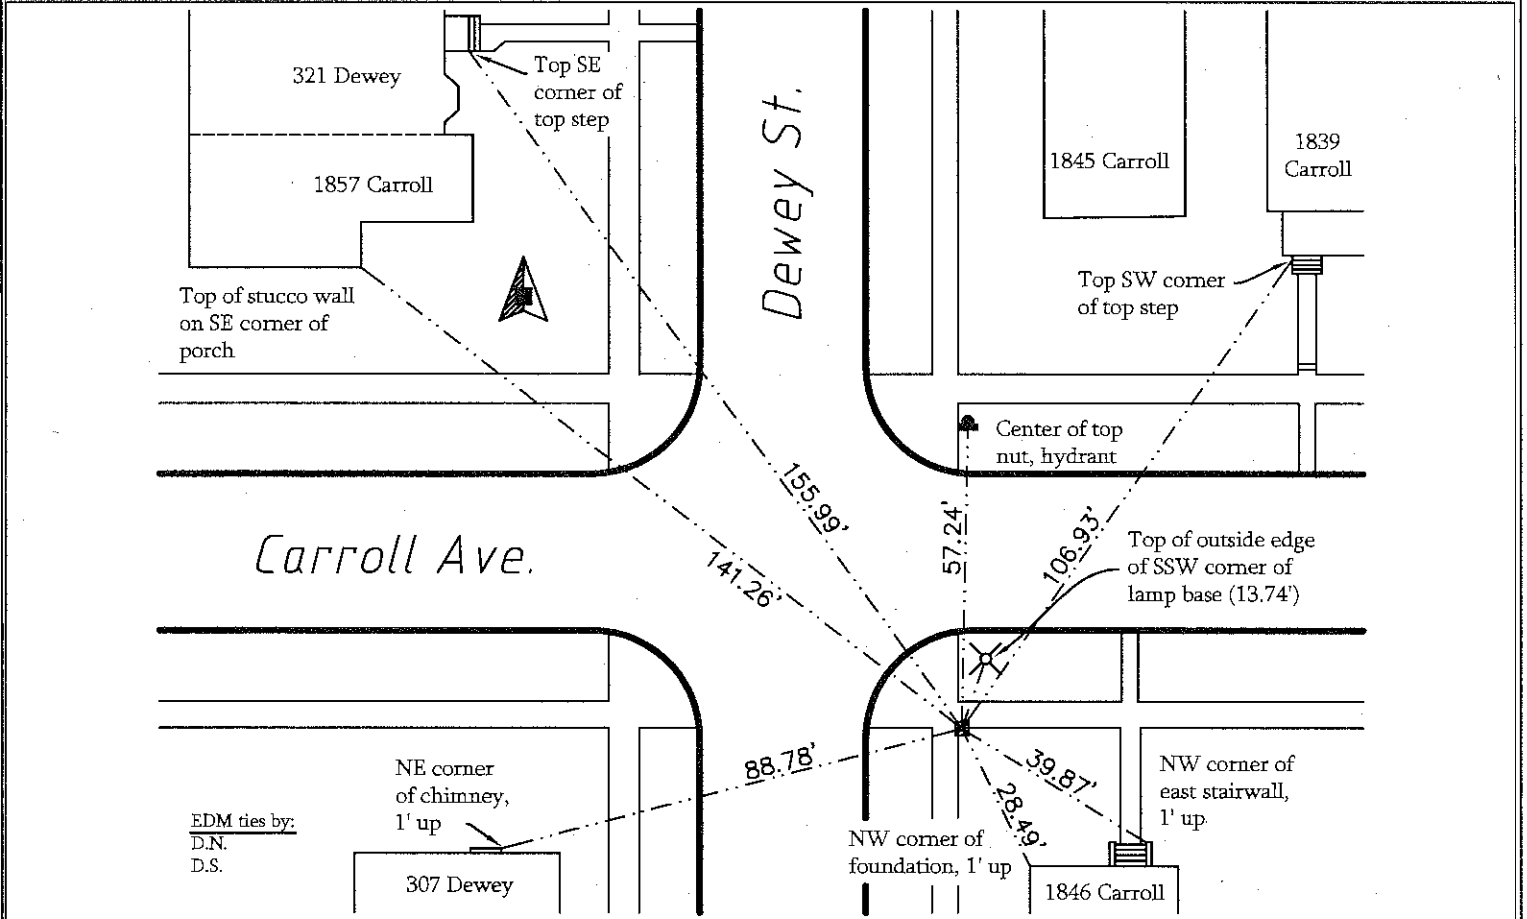 321 Dewey
Top SE
corner of
top step
1857 Carroll
Dewey St.
1845 Carroll
1839
Carroll
Top of stucco wall
on SE corner of
porch
Top SW corner
of top step
Center of top
nut, hydrant
155.99'
57.24'
106.93'
141.26'
Carroll Ave.
Top of outside edge
of SSW corner of
lamp base (13.74')
88.78'
39.87'
28.49'
NE corner
of chimney,
1' up
NW corner of
east stairwall,
1' up
EDM ties by:
D.N.
D.S.
NW corner of
foundation, 1' up
307 Dewey
1846 Carroll